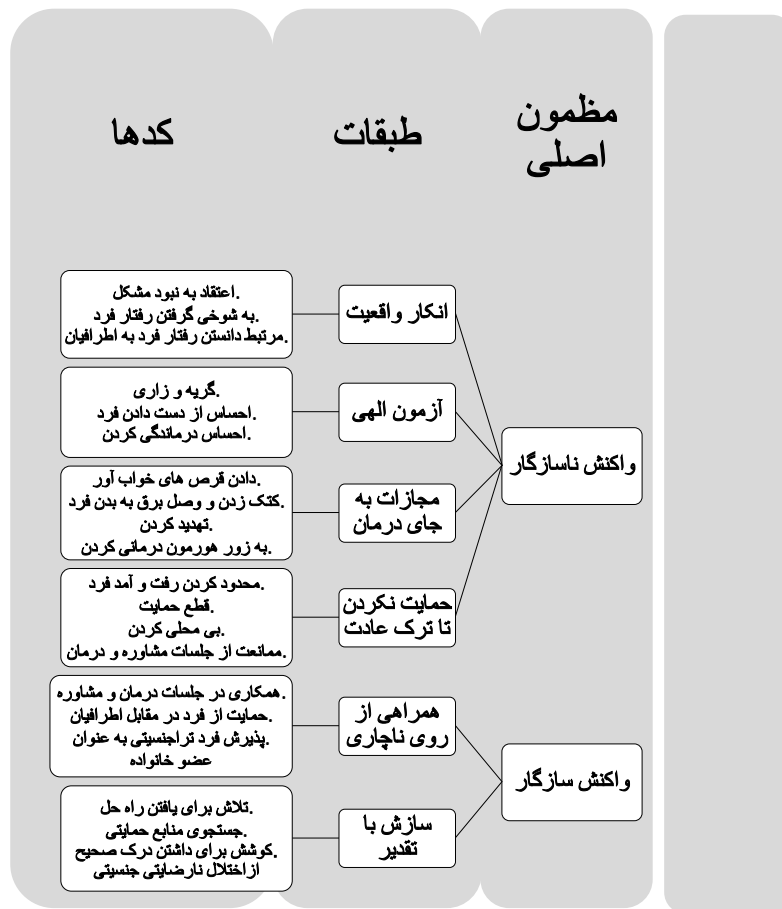 مظمون
اصلی
طبقات
کدها
واکنش ناسازگار
انکار واقعیت
.اعتقاد به نبود مشکل
.به شوخی گرفتن رفتار فرد
.مرتبط دانستن رفتار فرد به اطرافیان
آزمون الهی
.گریه و زاری
احساس از دست دادن فرد
.احساس درماندگی کردن
مجازات به
جای درمان
.دادن قرص های خواب آور
.کتک زدن و وصل برق به بدن فرد
.تهدید کردن
.به زور هورمون درمانی کردن
حمایت نکردن
تا ترک عادت
.محدود کردن رفت و آمد فرد
.قطع حمایت
.بی محلی کردن
.ممانعت از جلسات مشاوره و درمان
واکنش سازگار
همراهی از
روی ناچاری
.همکاری در جلسات درمان و مشاوره
.حمایت از فرد در مقابل اطرافیان
.پذیرش فرد تراجنسیتی به عنوان
عضو خانواده
سازش با
تقدیر
.تلاش برای یافتن راه حل
.جستجوی منابع حمایتی
.کوشش برای داشتن درک صحیح
ازاختلال نارضایتی جنسیتی